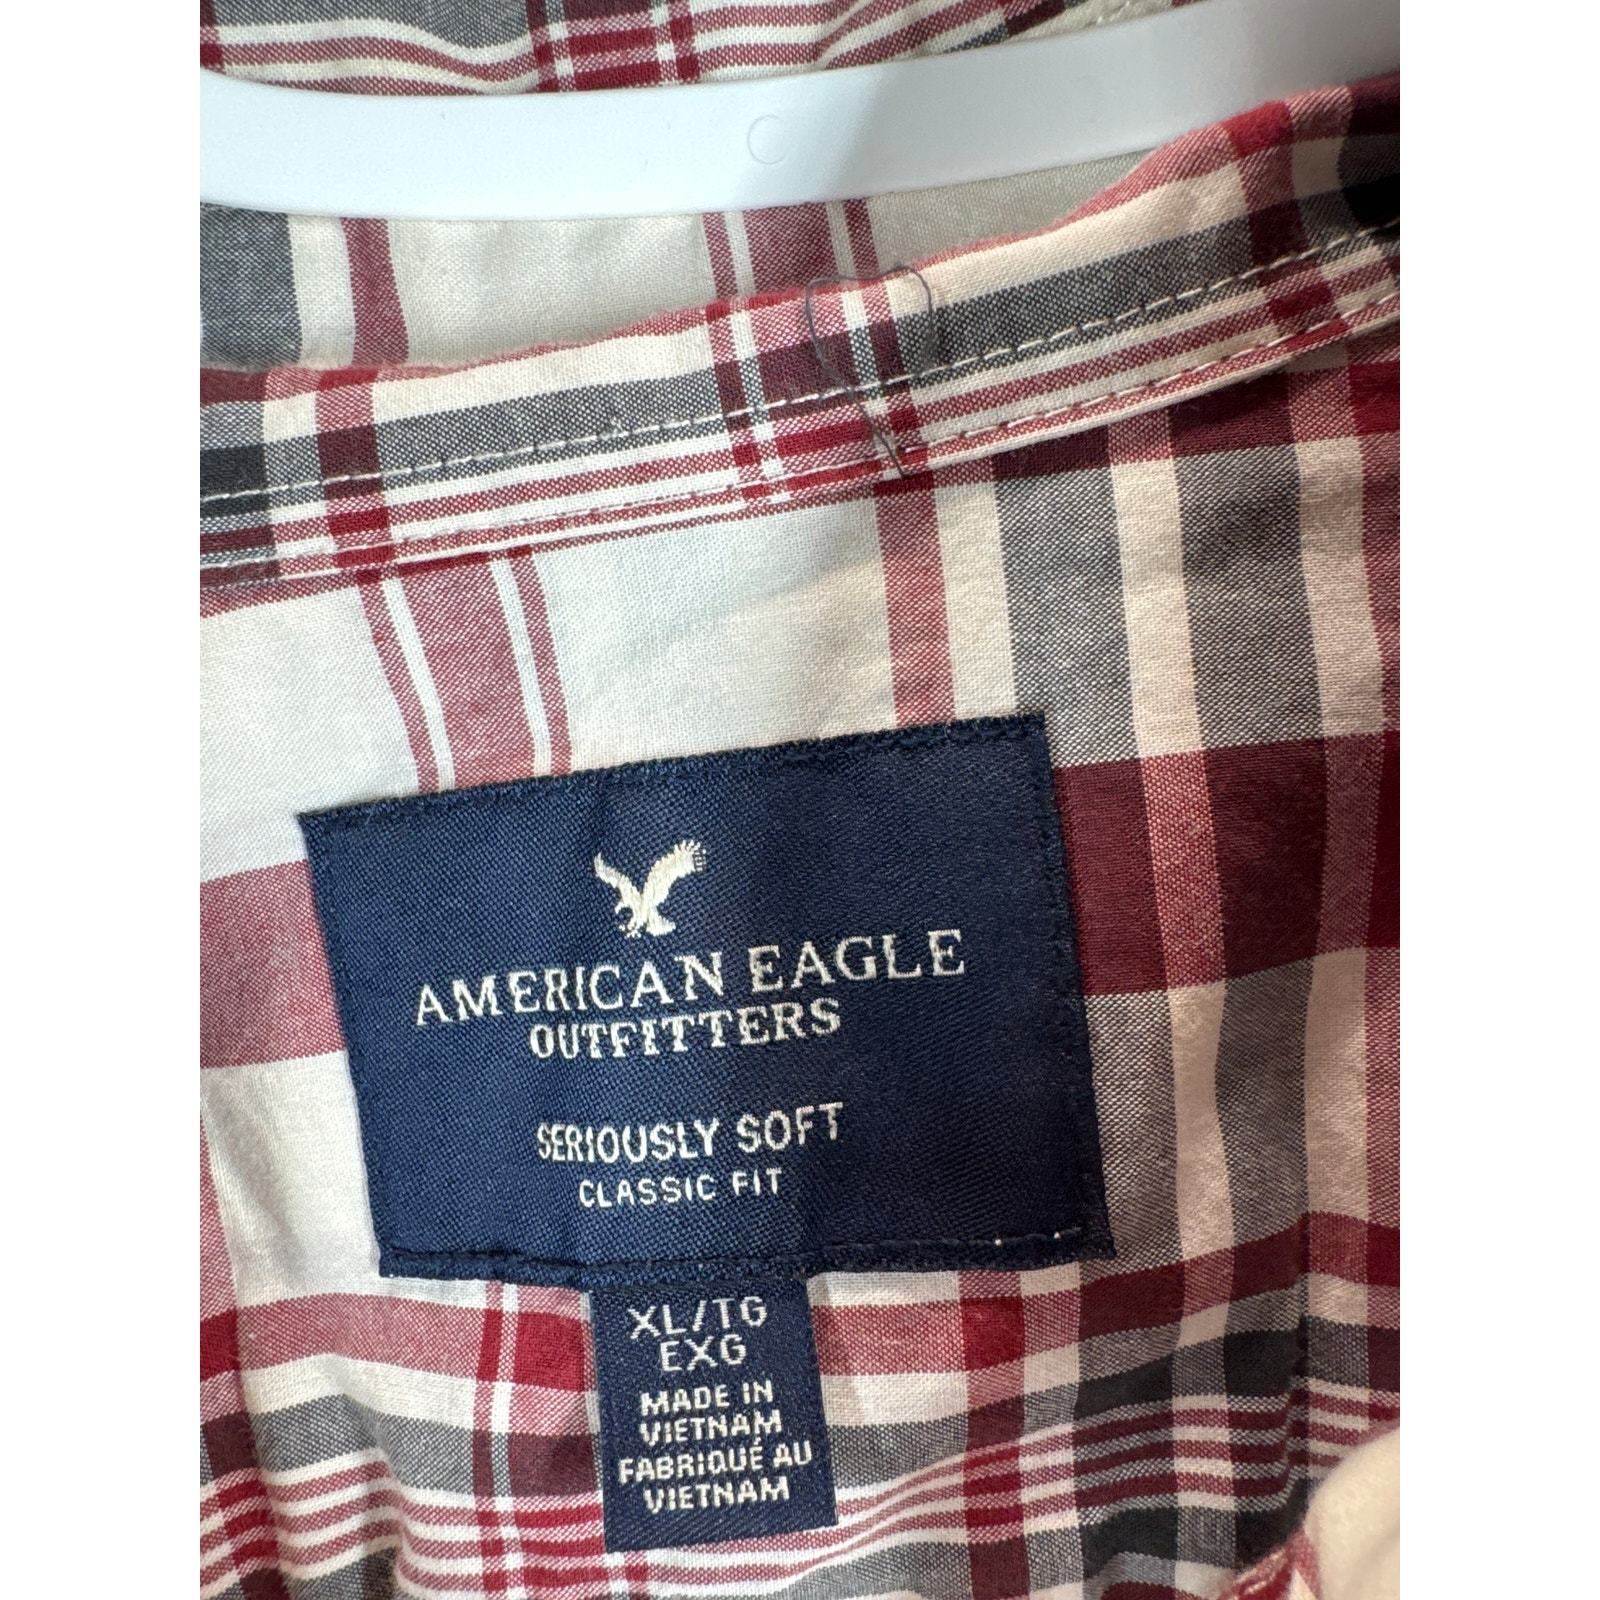 AMERICAN EAGLE
OUTFITTERS
SERIOUSLY SOFT
CLASSIC FIT
XL/TG
EXG
MADE IN
VIETNAM
FABRIQUÉ AU
VIETNAM